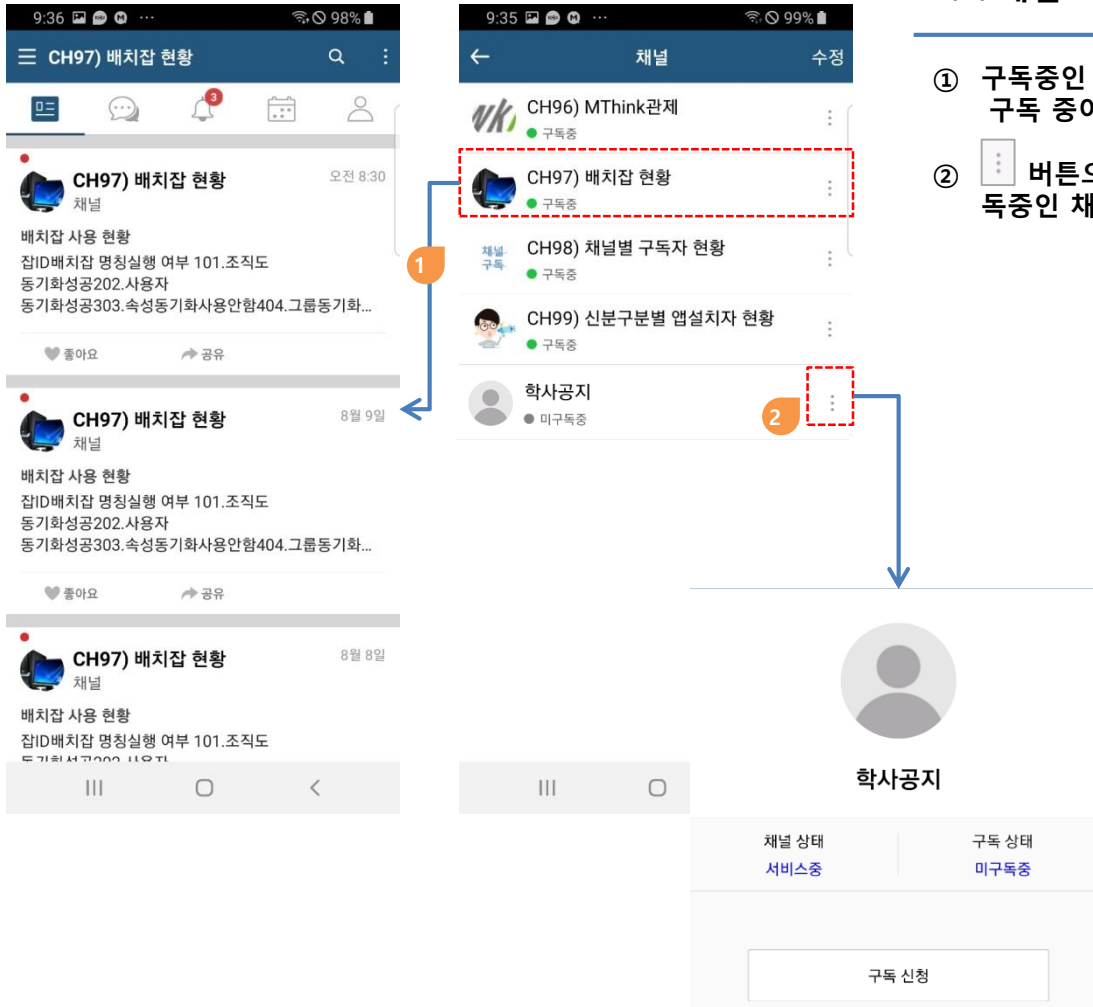 9:36 98%
CH97) 배치잡 현황
3
CH97) 배치잡 현황 오전 8:30
채널
배치잡 사용 현황
잡ID배치잡 명칭실행 여부 101.조직도
동기화성공202.사용자
동기화성공303.속성동기화사용안함404.그룹동기화...
좋아요 공유
CH97) 배치잡 현황 8월 9일
채널
배치잡 사용 현황
잡ID배치잡 명칭실행 여부 101.조직도
동기화성공202.사용자
동기화성공303.속성동기화사용안함404.그룹동기화...
좋아요 공유
CH97) 배치잡 현황 8월 8일
채널
배치잡 사용 현황
잡ID배치잡 명칭실행 여부 101.조직도
9:35 99%
채널 수정
CH96) MThink관제
구독중
CH97) 배치잡 현황
구독중
1
채널
구독
CH98) 채널별 구독자 현황
구독중
CH99) 신분구분별 앱설치자 현황
구독중
학사공지
미구독중
2
학사공지
채널 상태 구독 상태
서비스중 미구독중
구독 신청
① 구독중인
구독 중
② 버튼으
독중인 채